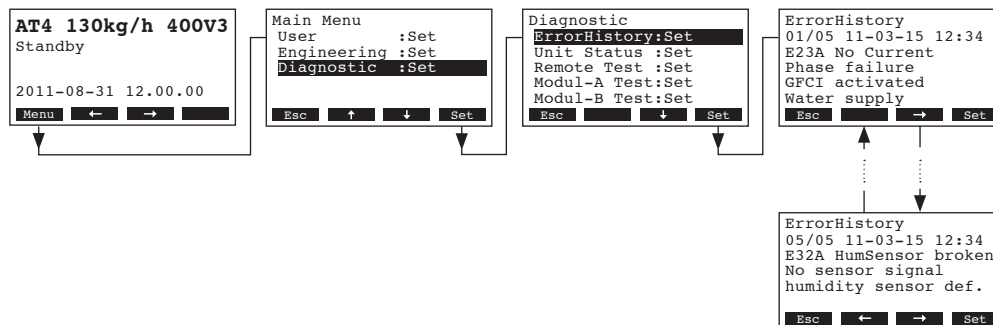 AT4 130kg/h 400V3
Standby
2011-08-31 12.00.00
Menu ← →
Main Menu
User :Set
Engineering :Set
Diagnostic :Set
Esc ↑ ↓ Set
Diagnostic
ErrorHistory:Set
Unit Status :Set
Remote Test :Set
Modul-A Test:Set
Modul-B Test:Set
Esc ↓ Set
ErrorHistory
01/05 11-03-15 12:34
E23A No Current
Phase failure
GFCI activated
Water supply
Esc → Set
ErrorHistory
05/05 11-03-15 12:34
E32A HumSensor broken
No sensor signal
humidity sensor def.
Esc ← → Set